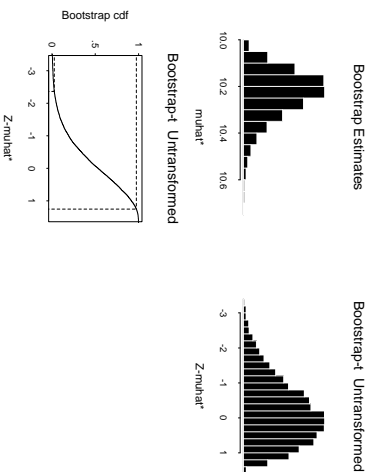 Bootstrap Estimates
10.0 10.2 10.4 10.6
muhat*
Bootstrap-t Untransformed
-3 -2 -1 0 1
Z-muhat*
Bootstrap-t Untransformed
Bootstrap cdf
0 .5 1
-3 -2 -1 0 1
Z-muhat*